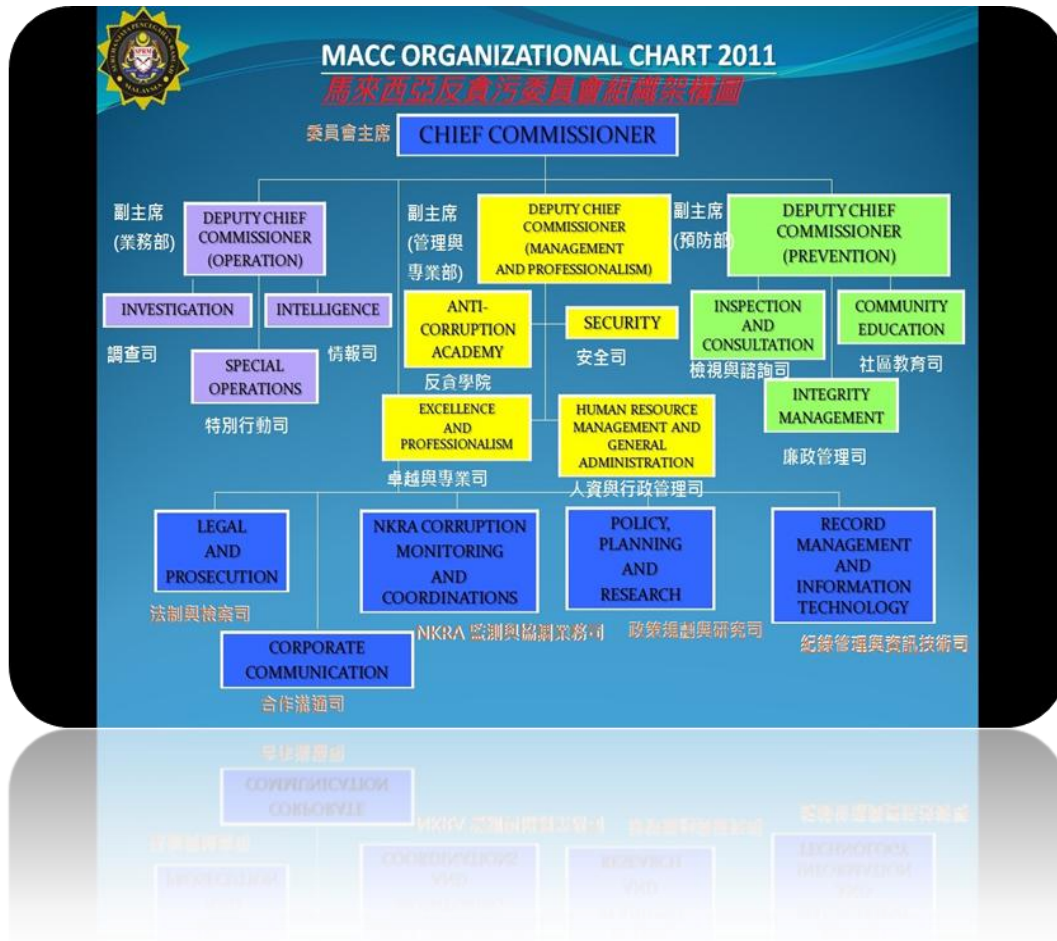 MACC ORGANIZATIONAL CHART 2011
馬來西亞反貪污委員會組織架構圖
委員會主席
CHIEF COMMISSIONER
副主席
(業務部)
DEPUTY CHIEF
COMMISSIONER
(OPERATION)
副主席
(管理與
專業部)
DEPUTY CHIEF
COMMISSIONER
(MANAGEMENT
AND PROFESSIONALISM)
副主席
(預防部)
DEPUTY CHIEF
COMMISSIONER
(PREVENTION)
INVESTIGATION
調查司
INTELLIGENCE
情報司
SPECIAL
OPERATIONS
特別行動司
ANTI-
CORRUPTION
ACADEMY
反貪學院
SECURITY
安全司
EXCELLENCE
AND
PROFESSIONALISM
卓越與專業司
HUMAN RESOURCE
MANAGEMENT AND
GENERAL
ADMINISTRATION
人資與行政管理司
INSPECTION
AND
CONSULTATION
檢視與諮詢司
COMMUNITY
EDUCATION
社區教育司
INTEGRITY
MANAGEMENT
廉政管理司
LEGAL
AND
PROSECUTION
法制與檢察司
NKRA CORRUPTION
MONITORING
AND
COORDINATIONS
NKRA 監測與協調業務司
POLICY,
PLANNING
AND
RESEARCH
政策規劃與研究司
RECORD
MANAGEMENT
AND
INFORMATION
TECHNOLOGY
紀錄管理與資訊技術司
CORPORATE
COMMUNICATION
合作溝通司